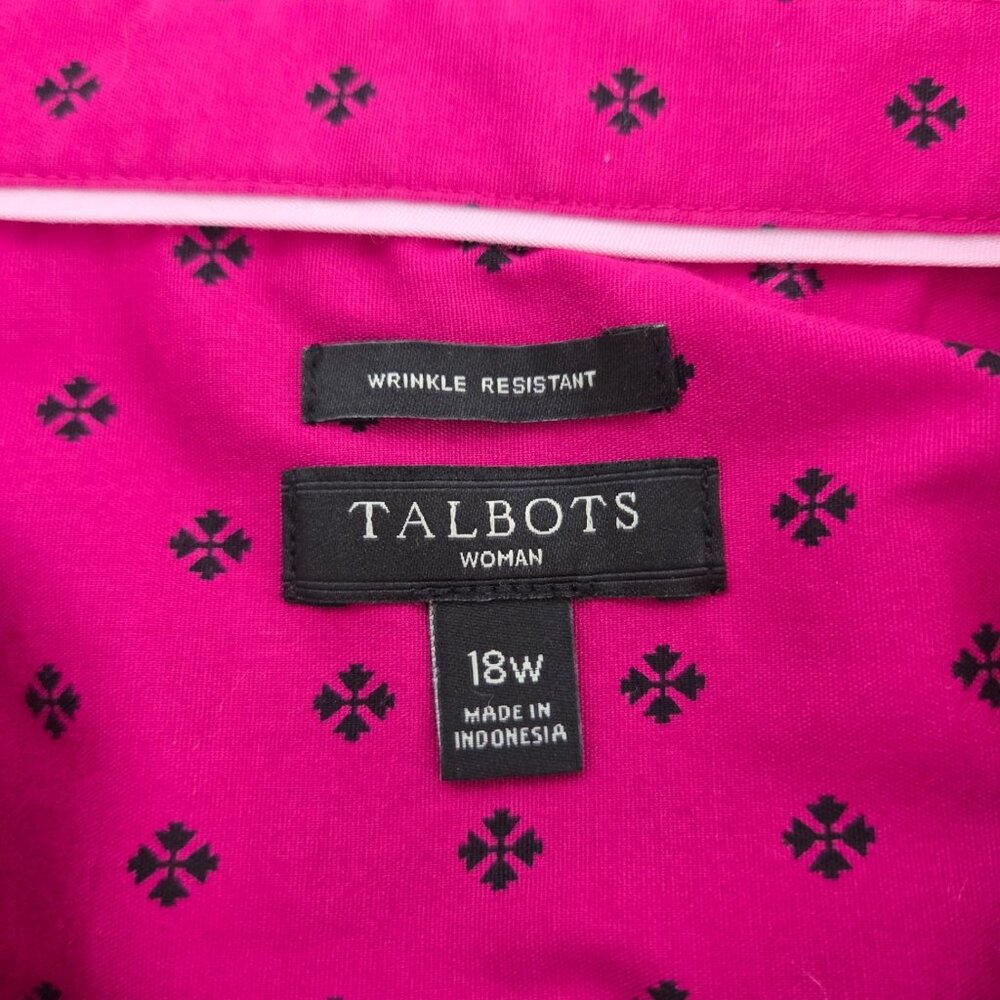 WRINKLE RESISTANT
TALBOTS
WOMAN
18W
MADE IN
INDONESIA